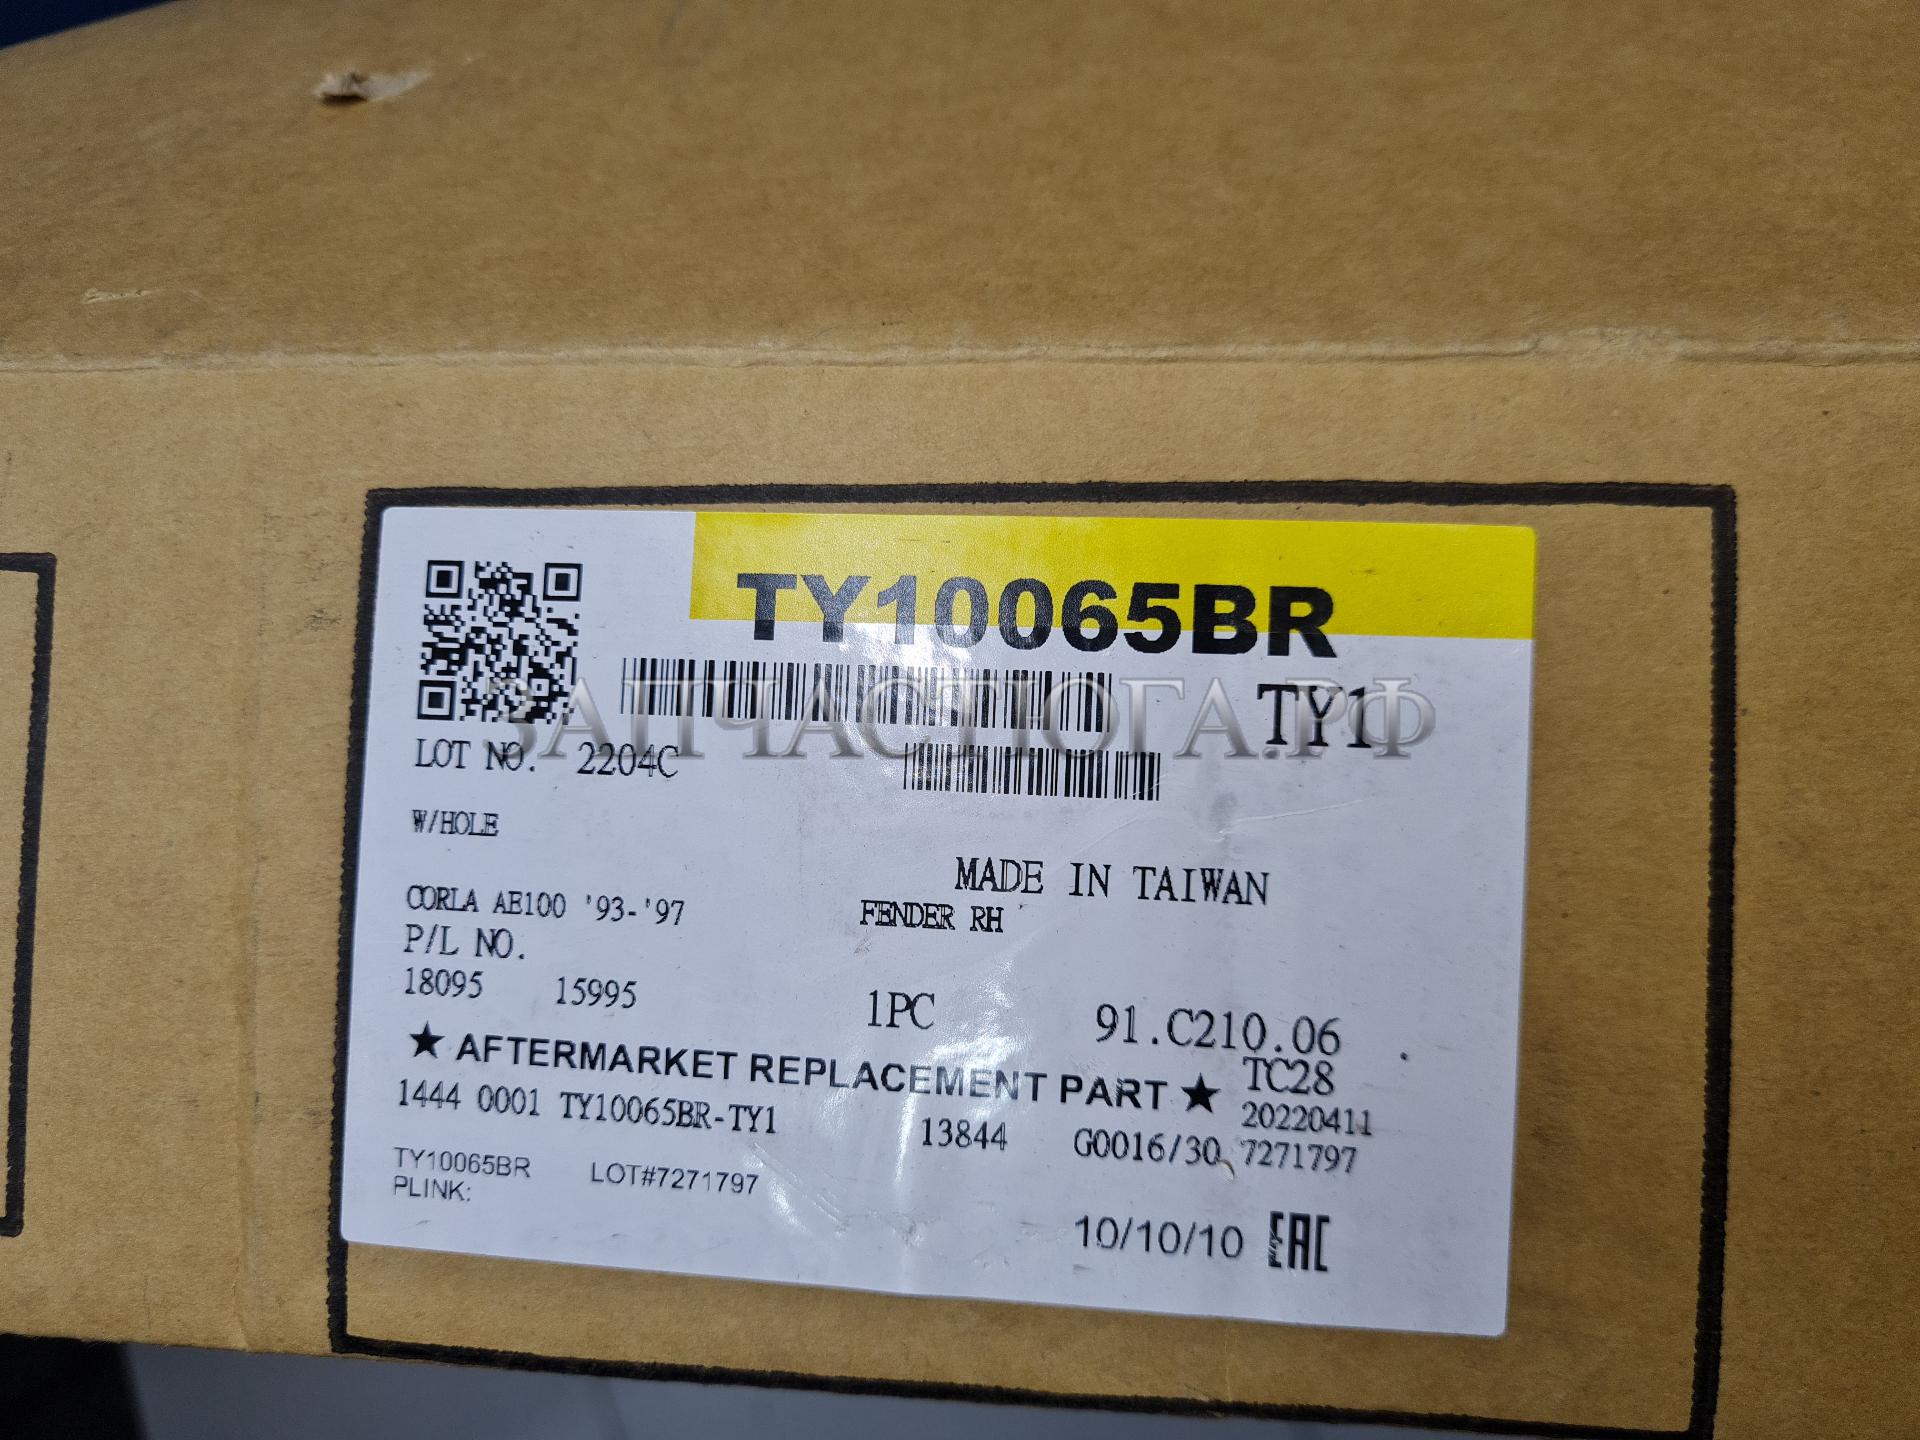 TY10065BR
ЗАПЧАСТЮГА.РФ
TY1
LOT NO. 2204C
W/HOLE
MADE IN TAIWAN
CORLA AE100 '93-'97
FENDER RH
P/L NO.
18095 15995
1PC
91.C210.06
★ AFTERMARKET REPLACEMENT PART ★
TC28
1444 0001 TY10065BR-TY1
20220411
13844 G0016/30 7271797
TY10065BR LOT#7271797
PLINK:
10/10/10 EAC